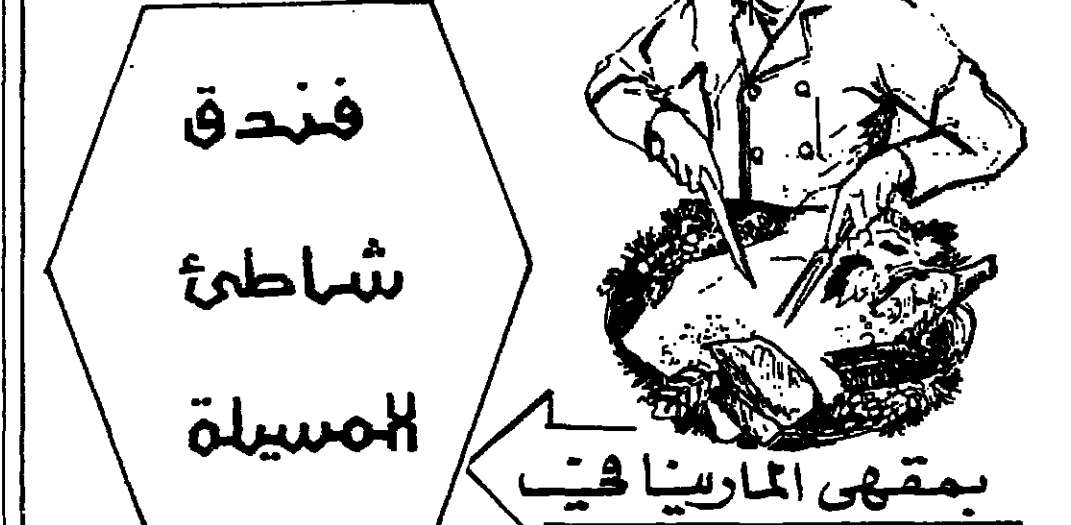 فندق
شاطئ
المسيلة
بمقهى المارينا في